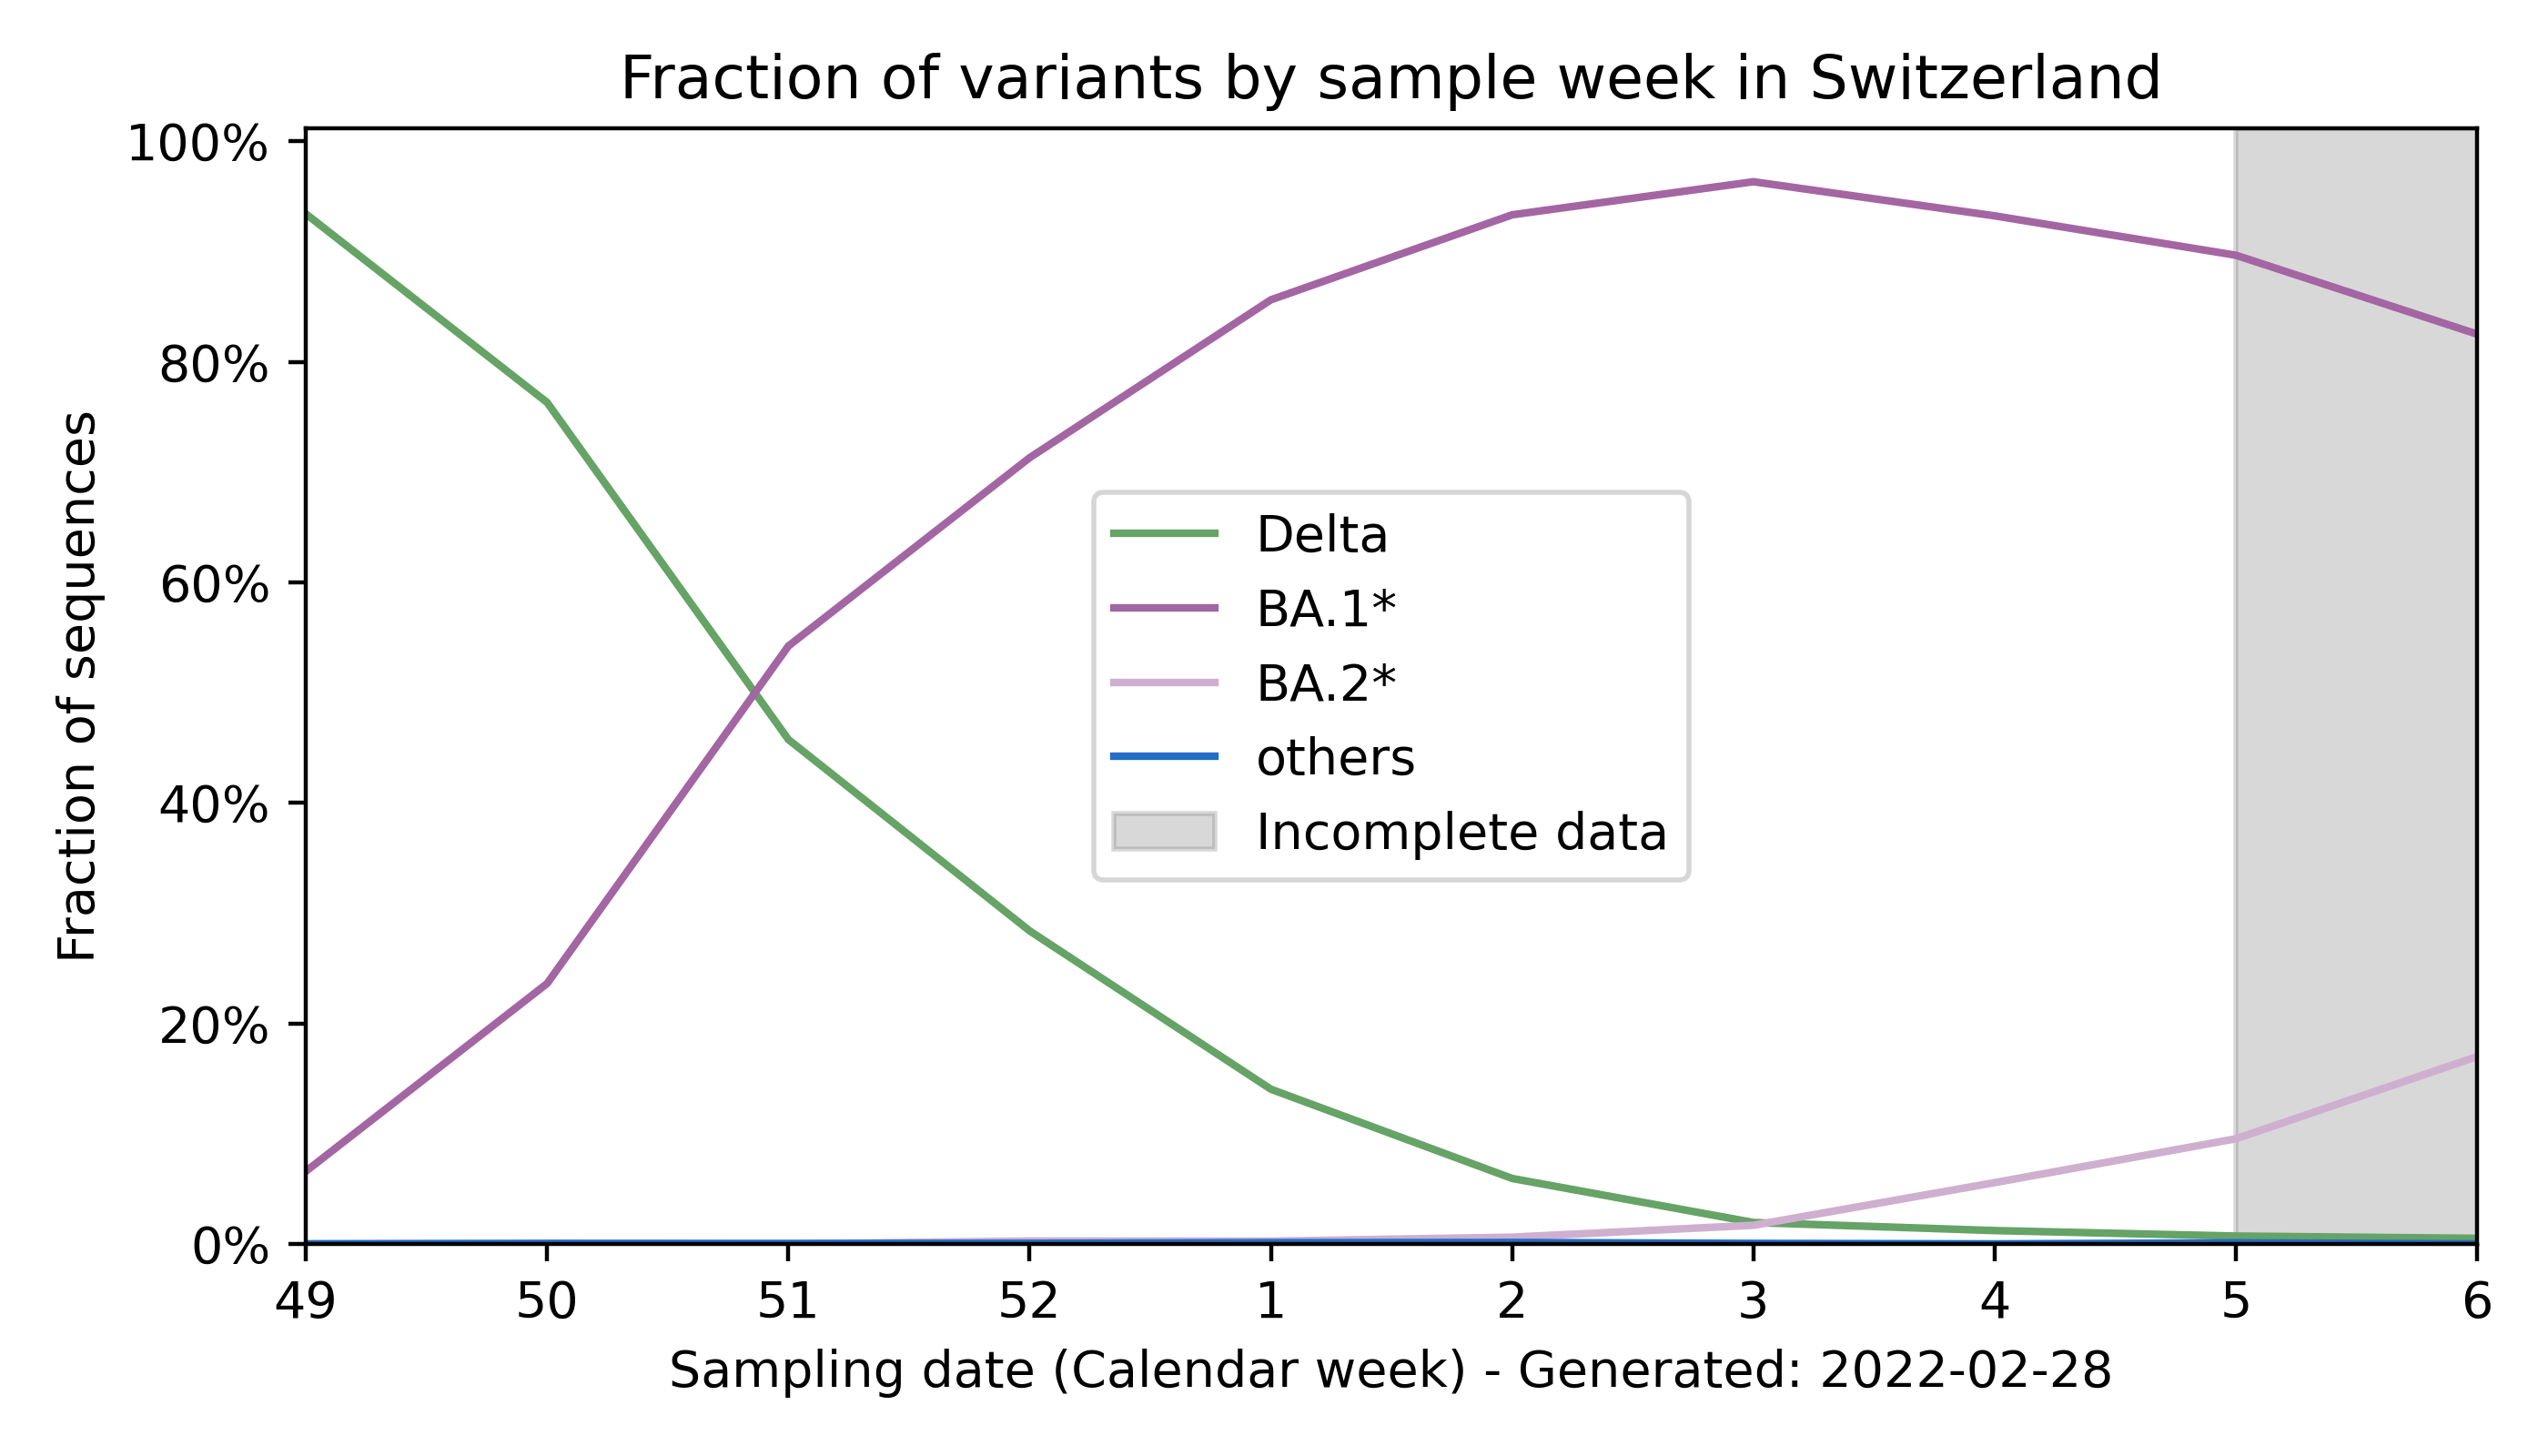 Fraction of variants by sample week in Switzerland
Fraction of sequences
100%
80%
60%
40%
20%
0%
Delta
BA.1*
BA.2*
others
Incomplete data
49 50 51 52 1 2 3 4 5 6
Sampling date (Calendar week) - Generated: 2022-02-28